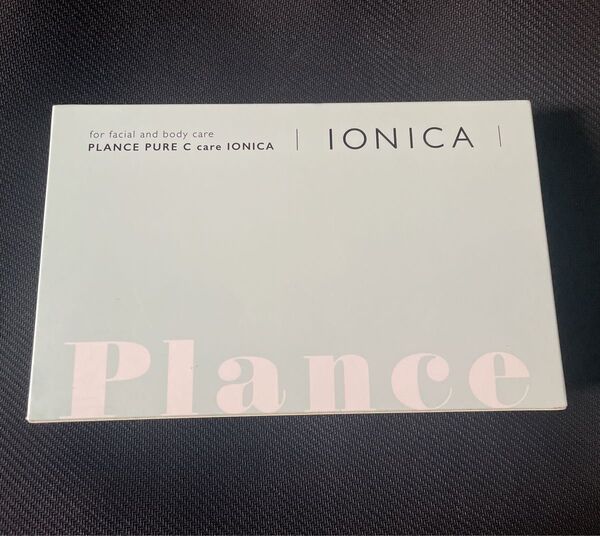 for facial and body care
PLANCE PURE C care IONICA
| IONICA |
Plance